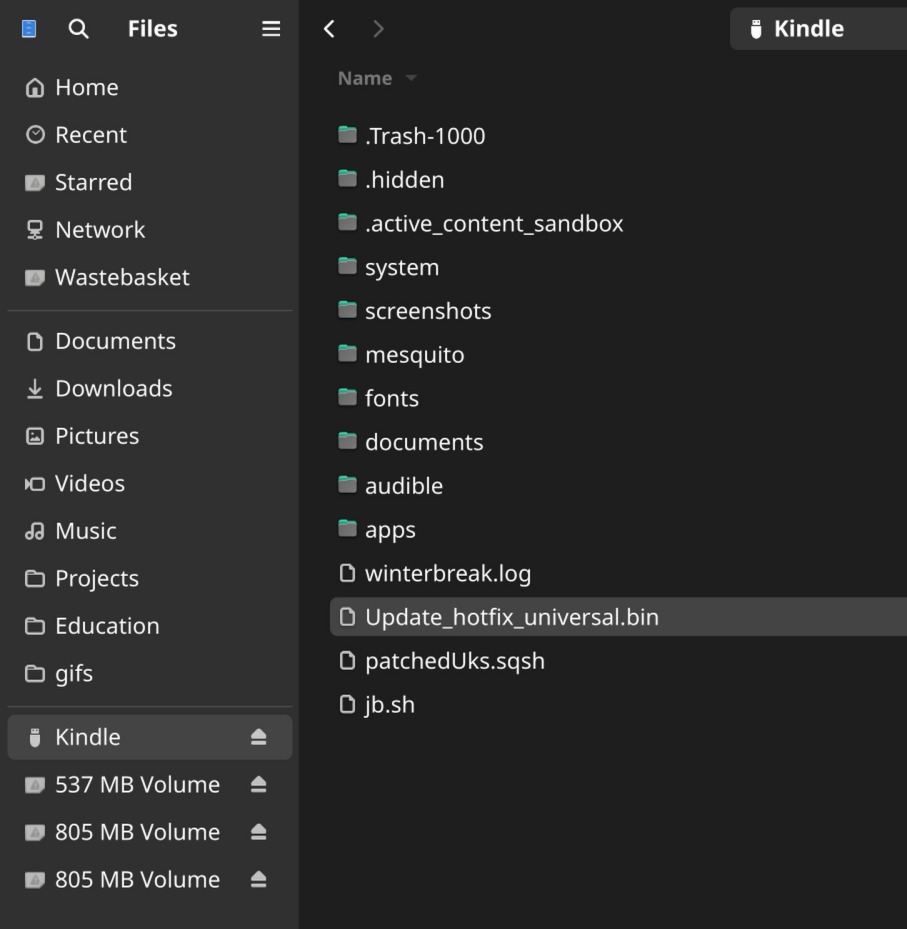 Files
Home
Recent
Starred
Network
Wastebasket
Documents
Downloads
Pictures
Videos
Music
Projects
Education
gifs
Kindle
537 MB Volume
805 MB Volume
805 MB Volume
Kindle
Name
.Trash-1000
.hidden
.active_content_sandbox
system
screenshots
mesquito
fonts
documents
audible
apps
winterbreak.log
Update_hotfix_universal.bin
patchedUks.sqsh
jb.sh